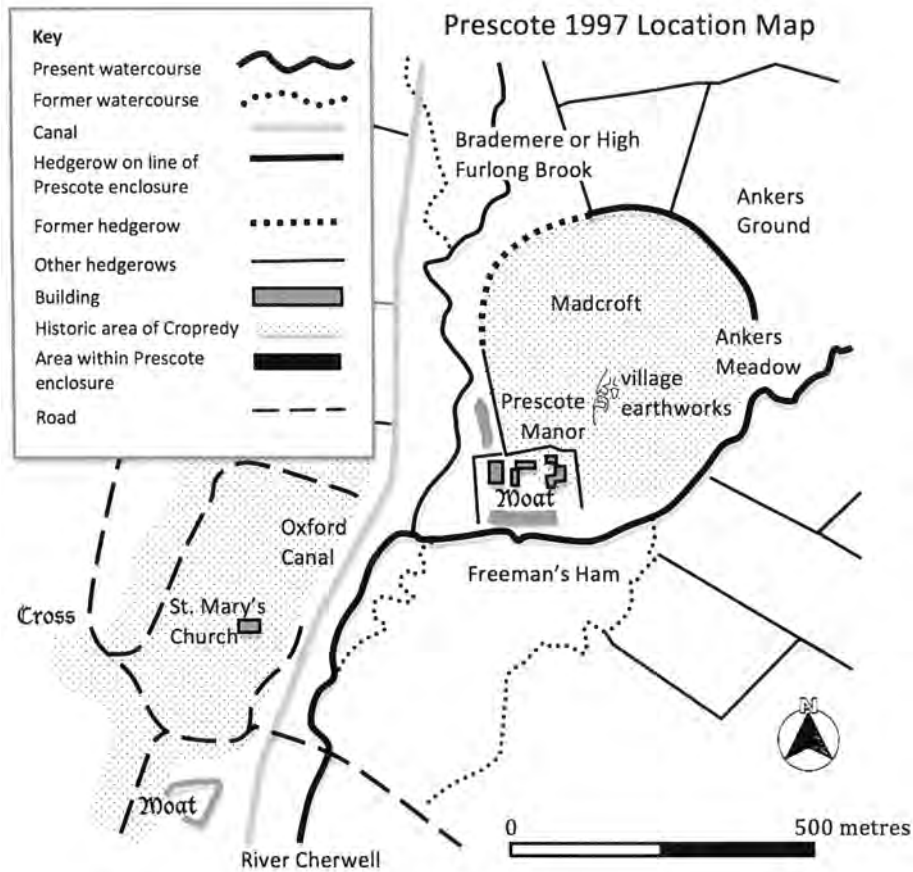 Prescote 1997 Location Map
Key
Present watercourse
Former watercourse
Canal
Hedgerow on line of
Prescote enclosure
Former hedgerow
Other hedgerows
Building
Historic area of Cropredy
Area within Prescote
enclosure
Road
Brademere or High
Furlong Brook
Ankers
Ground
Madcroft
Ankers
Meadow
village
earthworks
Prescote
Manor
Moat
Oxford
Canal
Freeman's Ham
Cross
St. Mary's
Church
N
Moat
0
500 metres
River Cherwell